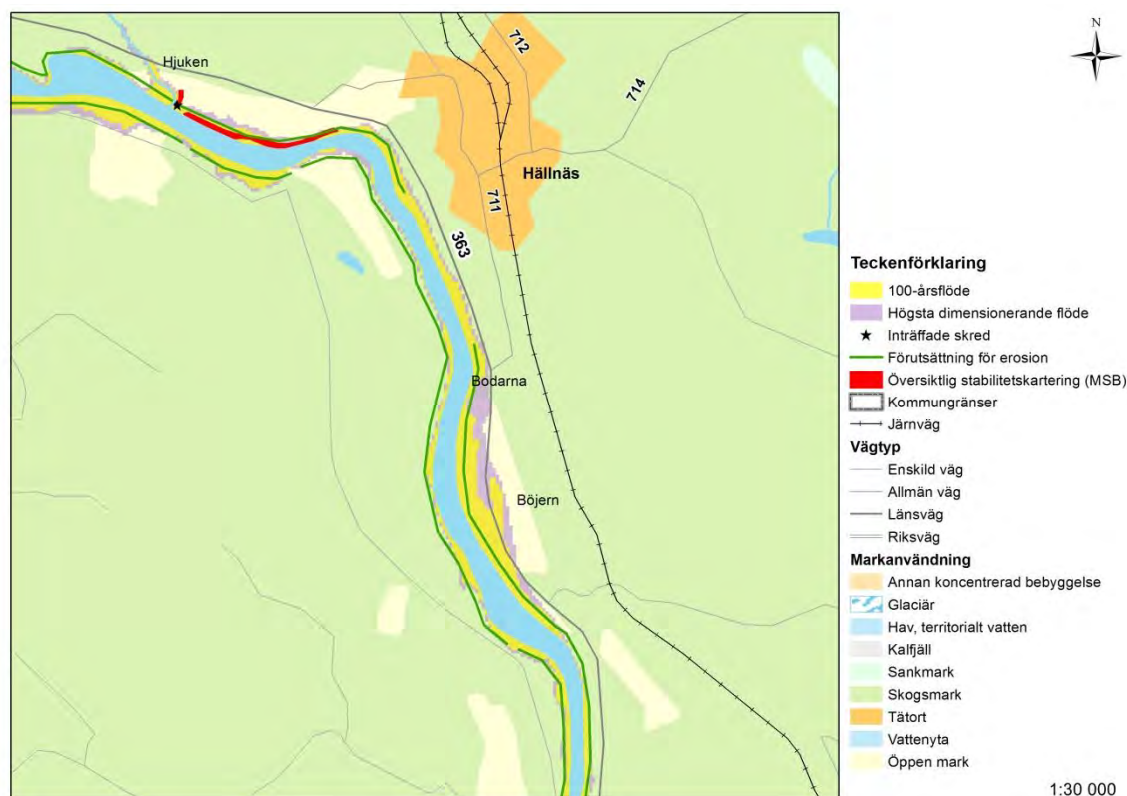 N
Hjuken
712
714
Hällnäs
711
363
Bodarna
Böjern
Teckenförklaring
100-årsflöde
Högsta dimensionerande flöde
Inträffade skred
Förutsättning för erosion
Översiktlig stabilitetskartering (MSB)
Kommungränser
Järnväg
Vägtyp
Enskild väg
Allmän väg
Länsväg
Riksväg
Markanvändning
Annan koncentrerad bebyggelse
Glaciär
Hav, territorialt vatten
Kalfjäll
Sankmark
Skogsmark
Tätort
Vattenyta
Öppen mark
1:30 000